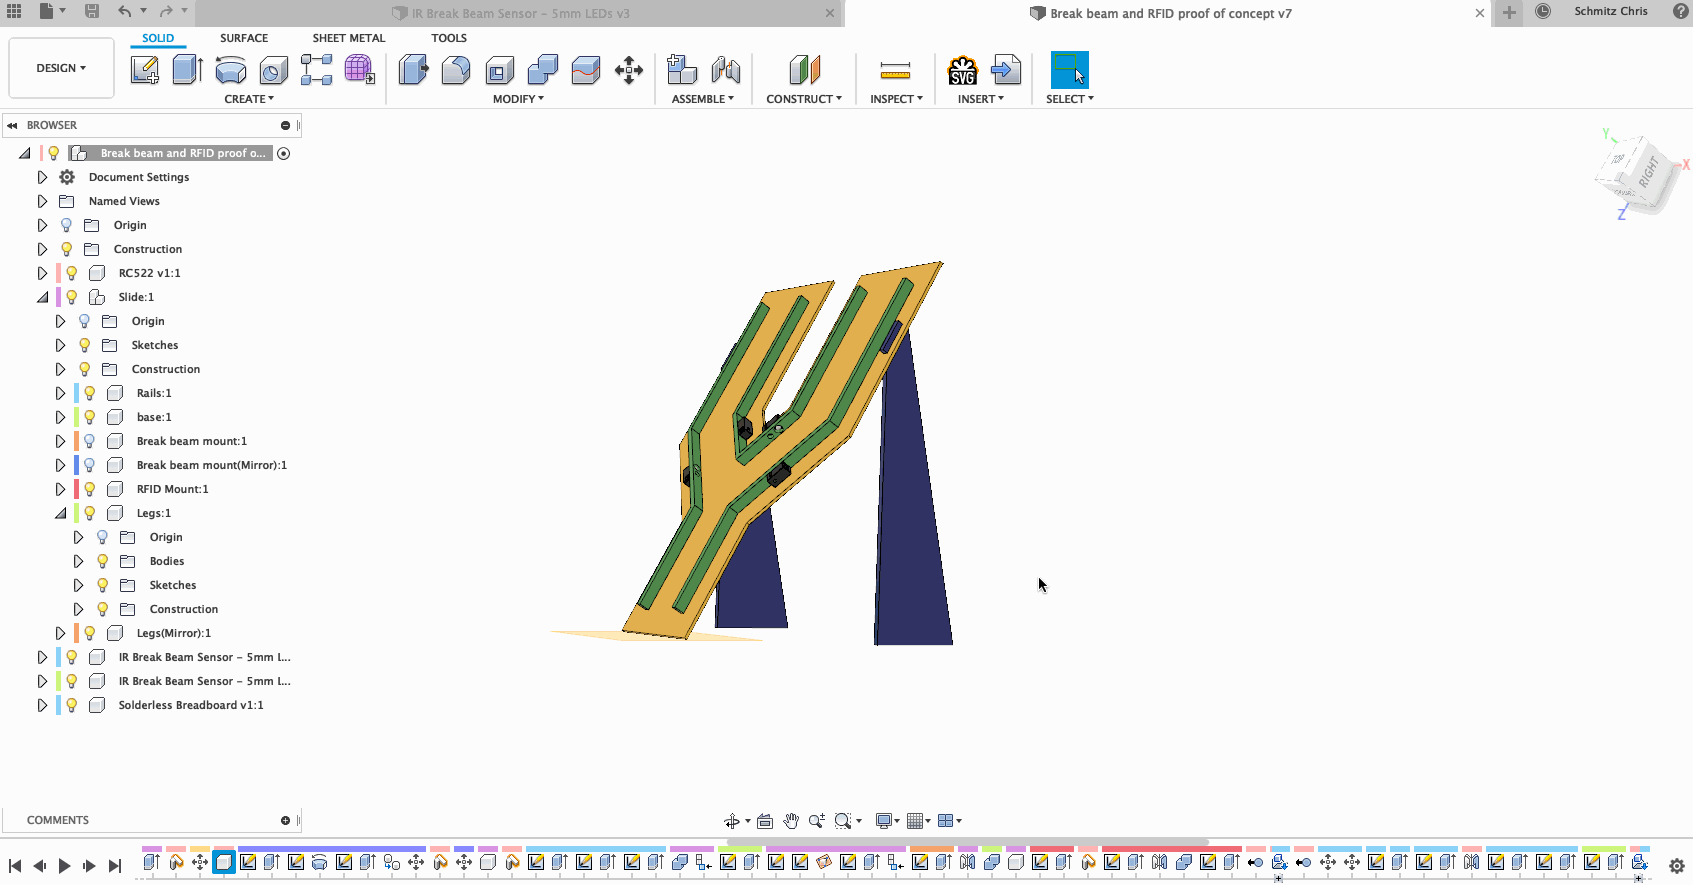 IR Break Beam Sensor – 5mm LEDs v3
Break beam and RFID proof of concept v7
Schmitz Chris
SOLID SURFACE SHEET METAL TOOLS
DESIGN
SVG
CREATE MODIFY ASSEMBLE CONSTRUCT INSPECT INSERT SELECT
BROWSER
Break beam and RFID proof o...
Document Settings
Named Views
Origin
Construction
RC522 v1:1
Slide:1
Origin
Sketches
Construction
Rails:1
base:1
Break beam mount:1
Break beam mount(Mirror):1
RFID Mount:1
Legs:1
Origin
Bodies
Sketches
Construction
Legs(Mirror):1
IR Break Beam Sensor – 5mm L...
IR Break Beam Sensor – 5mm L...
Solderless Breadboard v1:1
Y
TOP
RIGHT
X
Z
COMMENTS